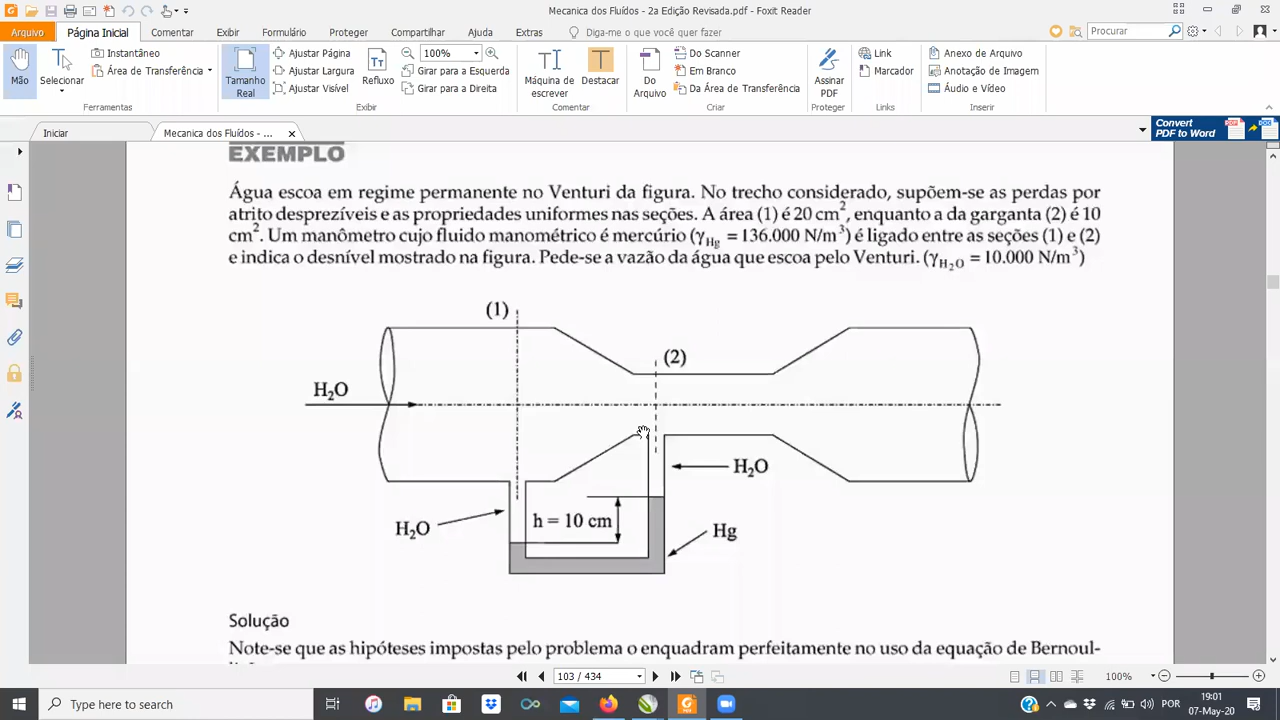 Mecanica dos Fluídos - 2a Edição Revisada.pdf - Foxit Reader
Arquivo Página Inicial Comentar Exibir Formulário Proteger Compartilhar Ajuda Extras Diga-me o que você quer fazer Procurar
Mão
Selecionar
Instantâneo
Área de Transferência
Ferramentas
Tamanho
Real
Ajustar Página
Ajustar Largura
Ajustar Visível
Refluxo
100%
Girar para a Esquerda
Girar para a Direita
Exibir
Máquina de
escrever
Destacar
Comentar
Do
Arquivo
Do Scanner
Em Branco
Da Área de Transferência
Criar
Assinar
PDF
Proteger
Link
Marcador
Links
Anexo de Arquivo
Anotação de Imagem
Áudio e Vídeo
Inserir
Iniciar Mecanica dos Fluídos - ...
Convert
PDF to Word
EXEMPLO
Água escoa em regime permanente no Venturi da figura. No trecho considerado, supõem-se as perdas por
atrito desprezíveis e as propriedades uniformes nas seções. A área (1) é 20 cm², enquanto a da garganta (2) é 10
cm². Um manômetro cujo fluido manométrico é mercúrio (γHg = 136.000 N/m³) é ligado entre as seções (1) e (2)
e indica o desnível mostrado na figura. Pede-se a vazão da água que escoa pelo Venturi. (γH₂O = 10.000 N/m³)
(1)
(2)
H₂O
H₂O
h = 10 cm
H₂O
Hg
Solução
Note-se que as hipóteses impostas pelo problema o enquadram perfeitamente no uso da equação de Bernoul-
103 / 434
100%
Type here to search
POR
19:01
07-May-20